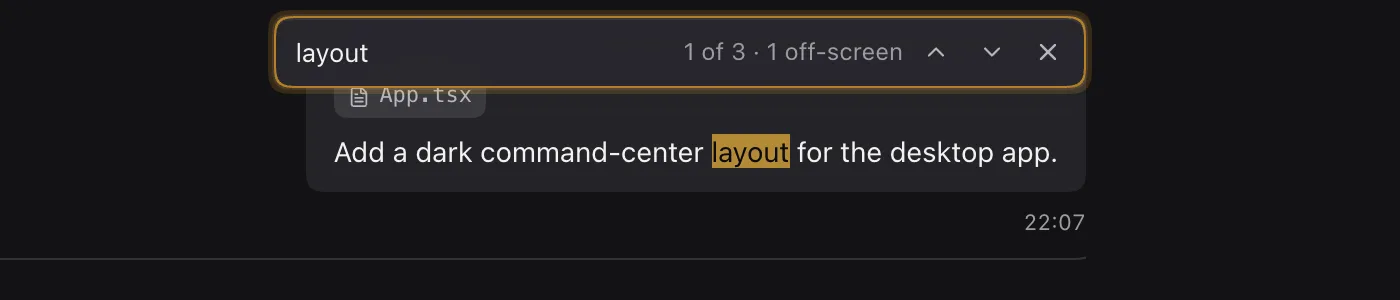 layout 1 of 3 · 1 off-screen
App.tsx
Add a dark command-center layout for the desktop app.
22:07